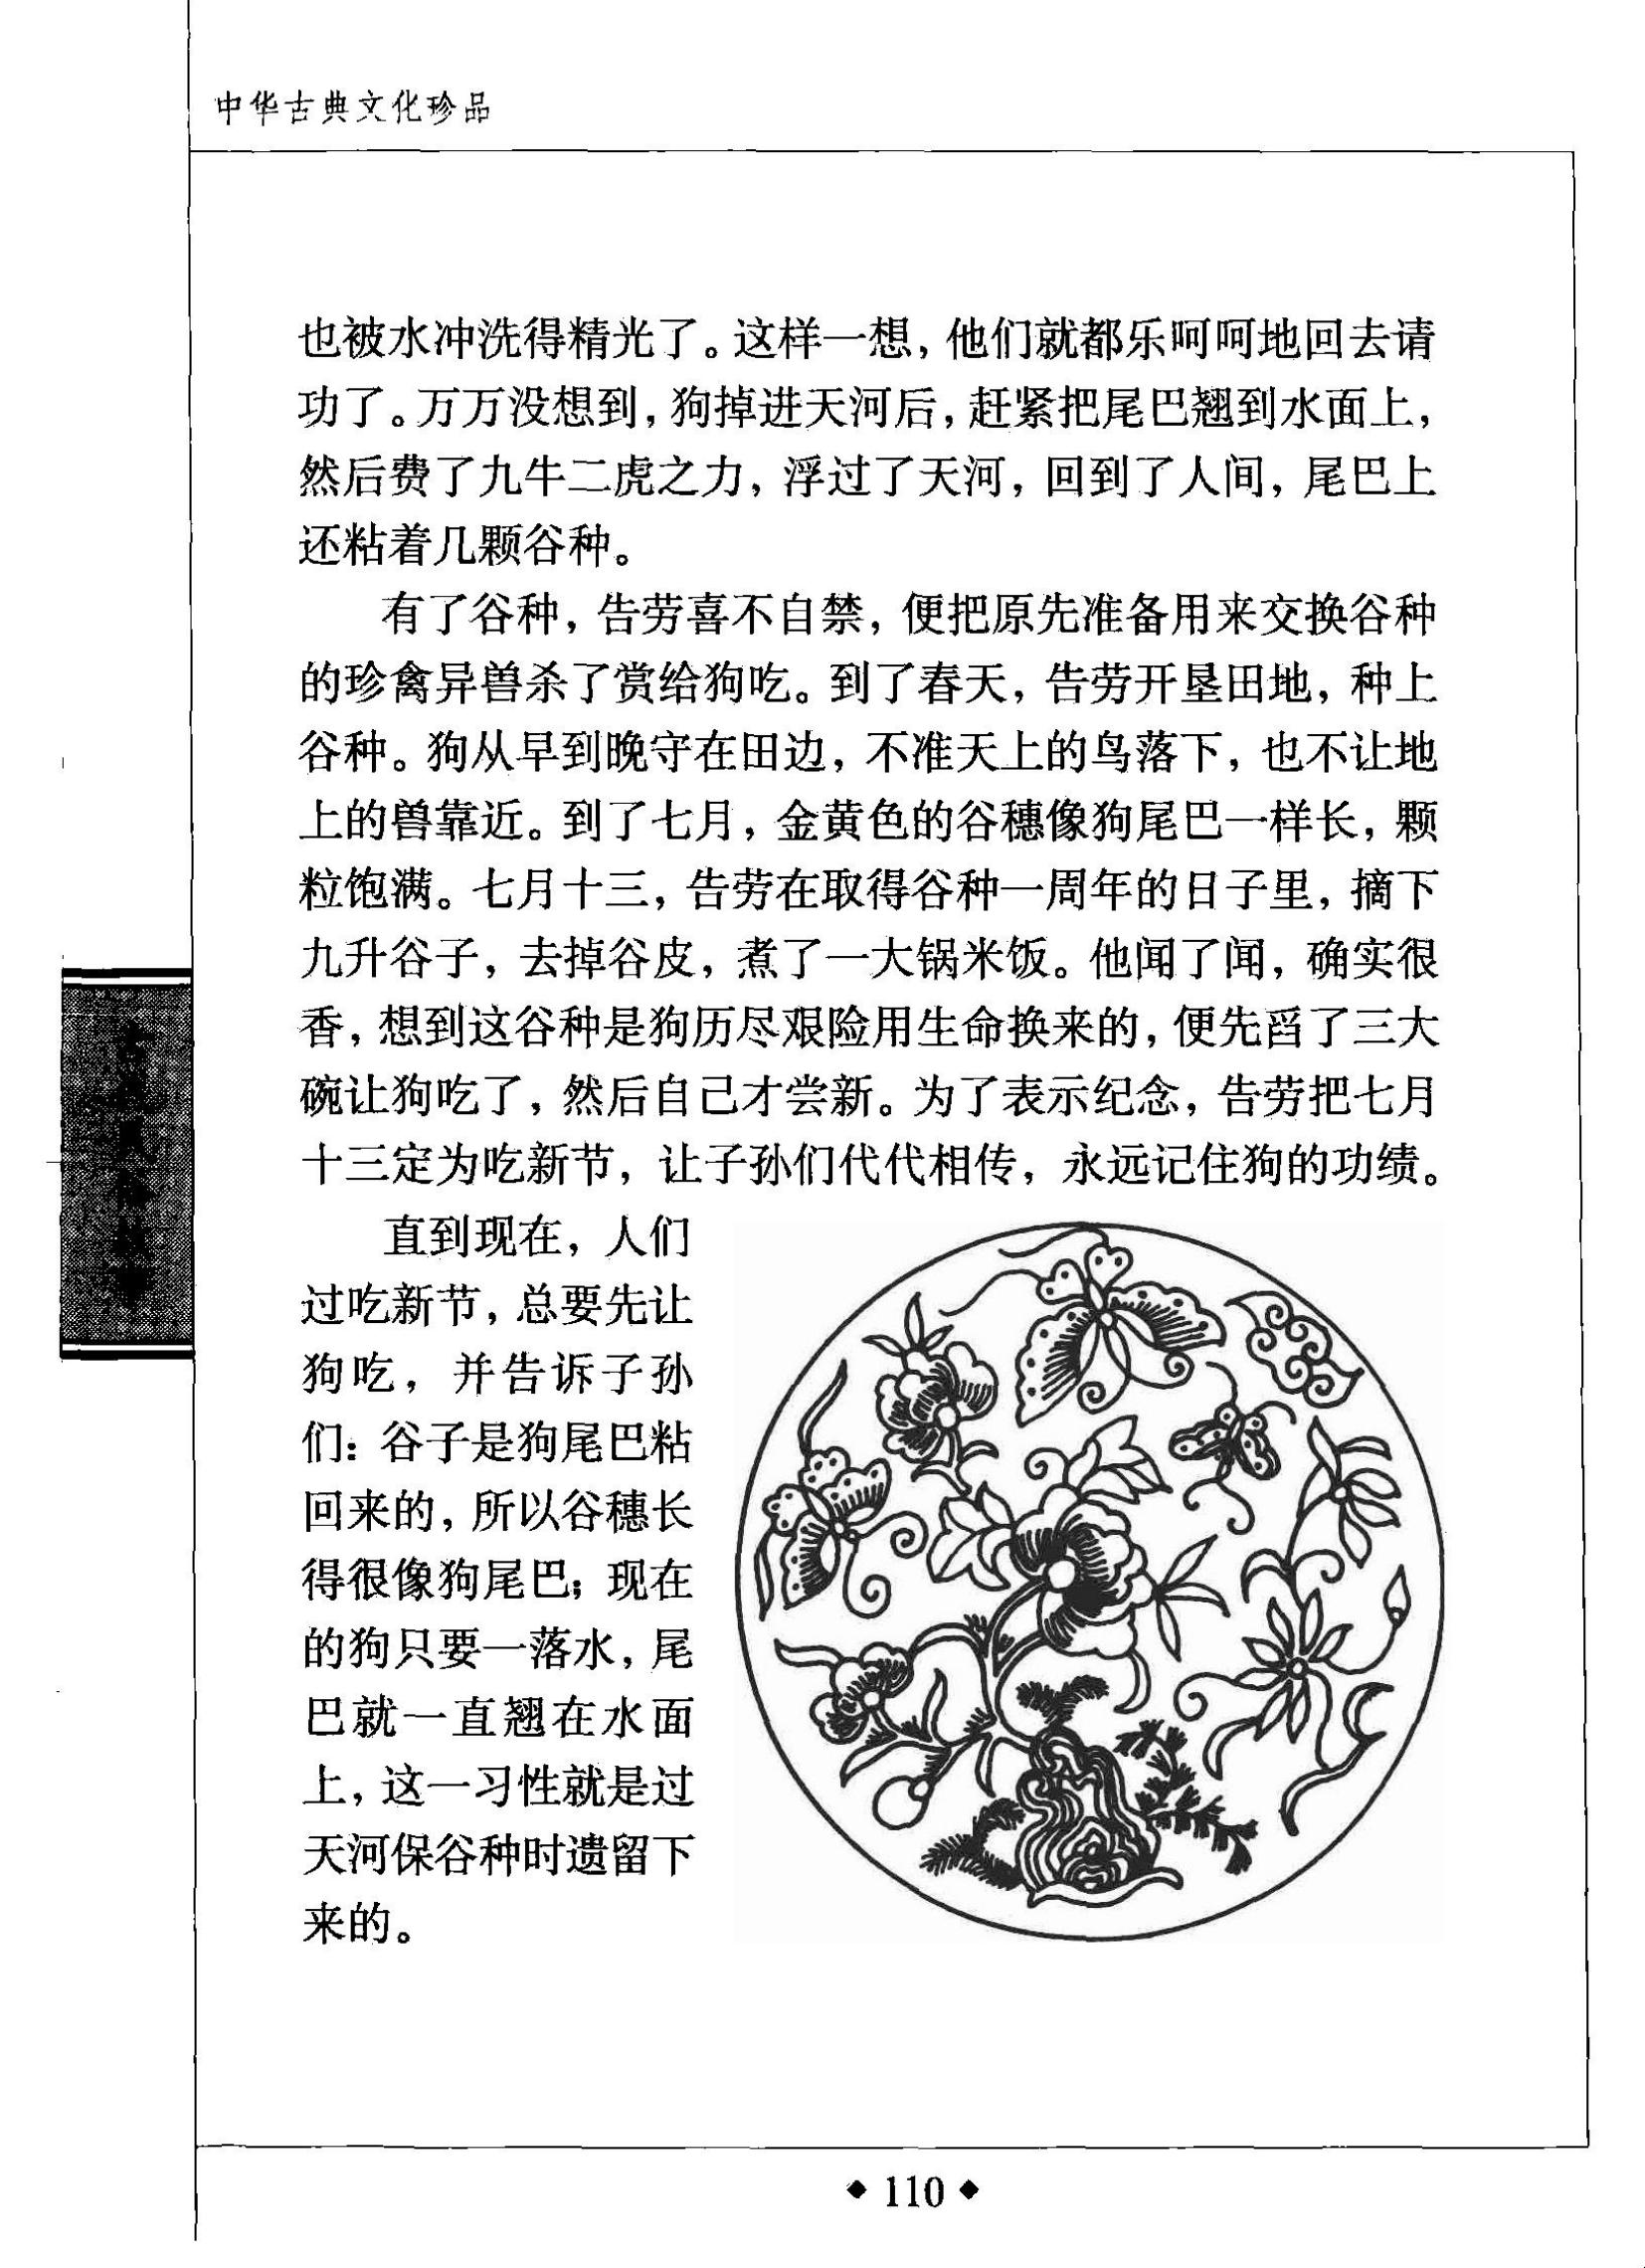 中华古典文化珍品
也被水冲洗得精光了。这样一想，他们就都乐呵呵地回去请
功了。万万没想到，狗掉进天河后，赶紧把尾巴翘到水面上，
然后费了九牛二虎之力，浮过了天河，回到了人间，尾巴上
还粘着几颗谷种。
有了谷种，告劳喜不自禁，便把原先准备用来交换谷种
的珍禽异兽杀了赏给狗吃。到了春天，告劳开垦田地，种上
谷种。狗从早到晚守在田边，不准天上的鸟落下，也不让地
上的兽靠近。到了七月，金黄色的谷穗像狗尾巴一样长，颗
粒饱满。七月十三，告劳在取得谷种一周年的日子里，摘下
九升谷子，去掉谷皮，煮了一大锅米饭。他闻了闻，确实很
香，想到这谷种是狗历尽艰险用生命换来的，便先舀了三大
碗让狗吃了，然后自己才尝新。为了表示纪念，告劳把七月
十三定为吃新节，让子孙们代代相传，永远记住狗的功绩。
直到现在，人们
过吃新节，总要先让
狗吃，并告诉子孙
们：谷子是狗尾巴粘
回来的，所以谷穗长
得很像狗尾巴；现在
的狗只要一落水，尾
巴就一直翘在水面
上，这一习性就是过
天河保谷种时遗留下
来的。
◆ 110 ◆